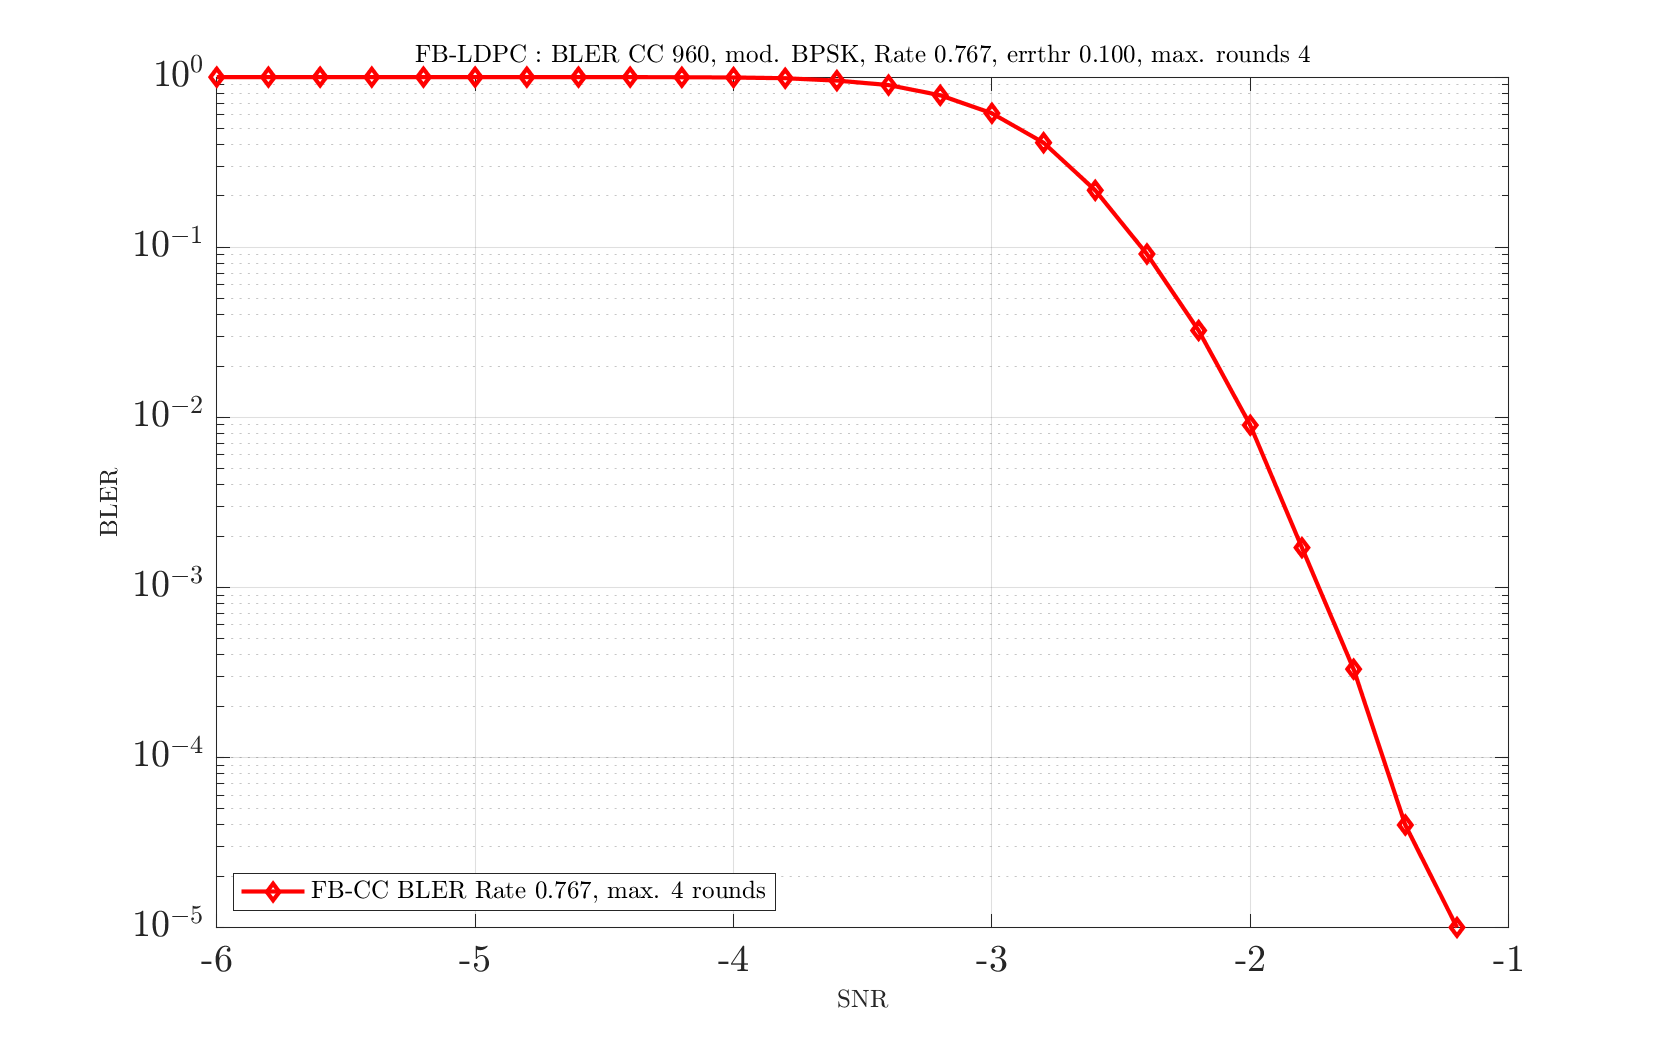 FB-LDPC : BLER CC 960, mod. BPSK, Rate 0.767, errthr 0.100, max. rounds 4
10^0
10^-1
10^-2
10^-3
10^-4
10^-5
BLER
FB-CC BLER Rate 0.767, max. 4 rounds
-6 -5 -4 -3 -2 -1
SNR